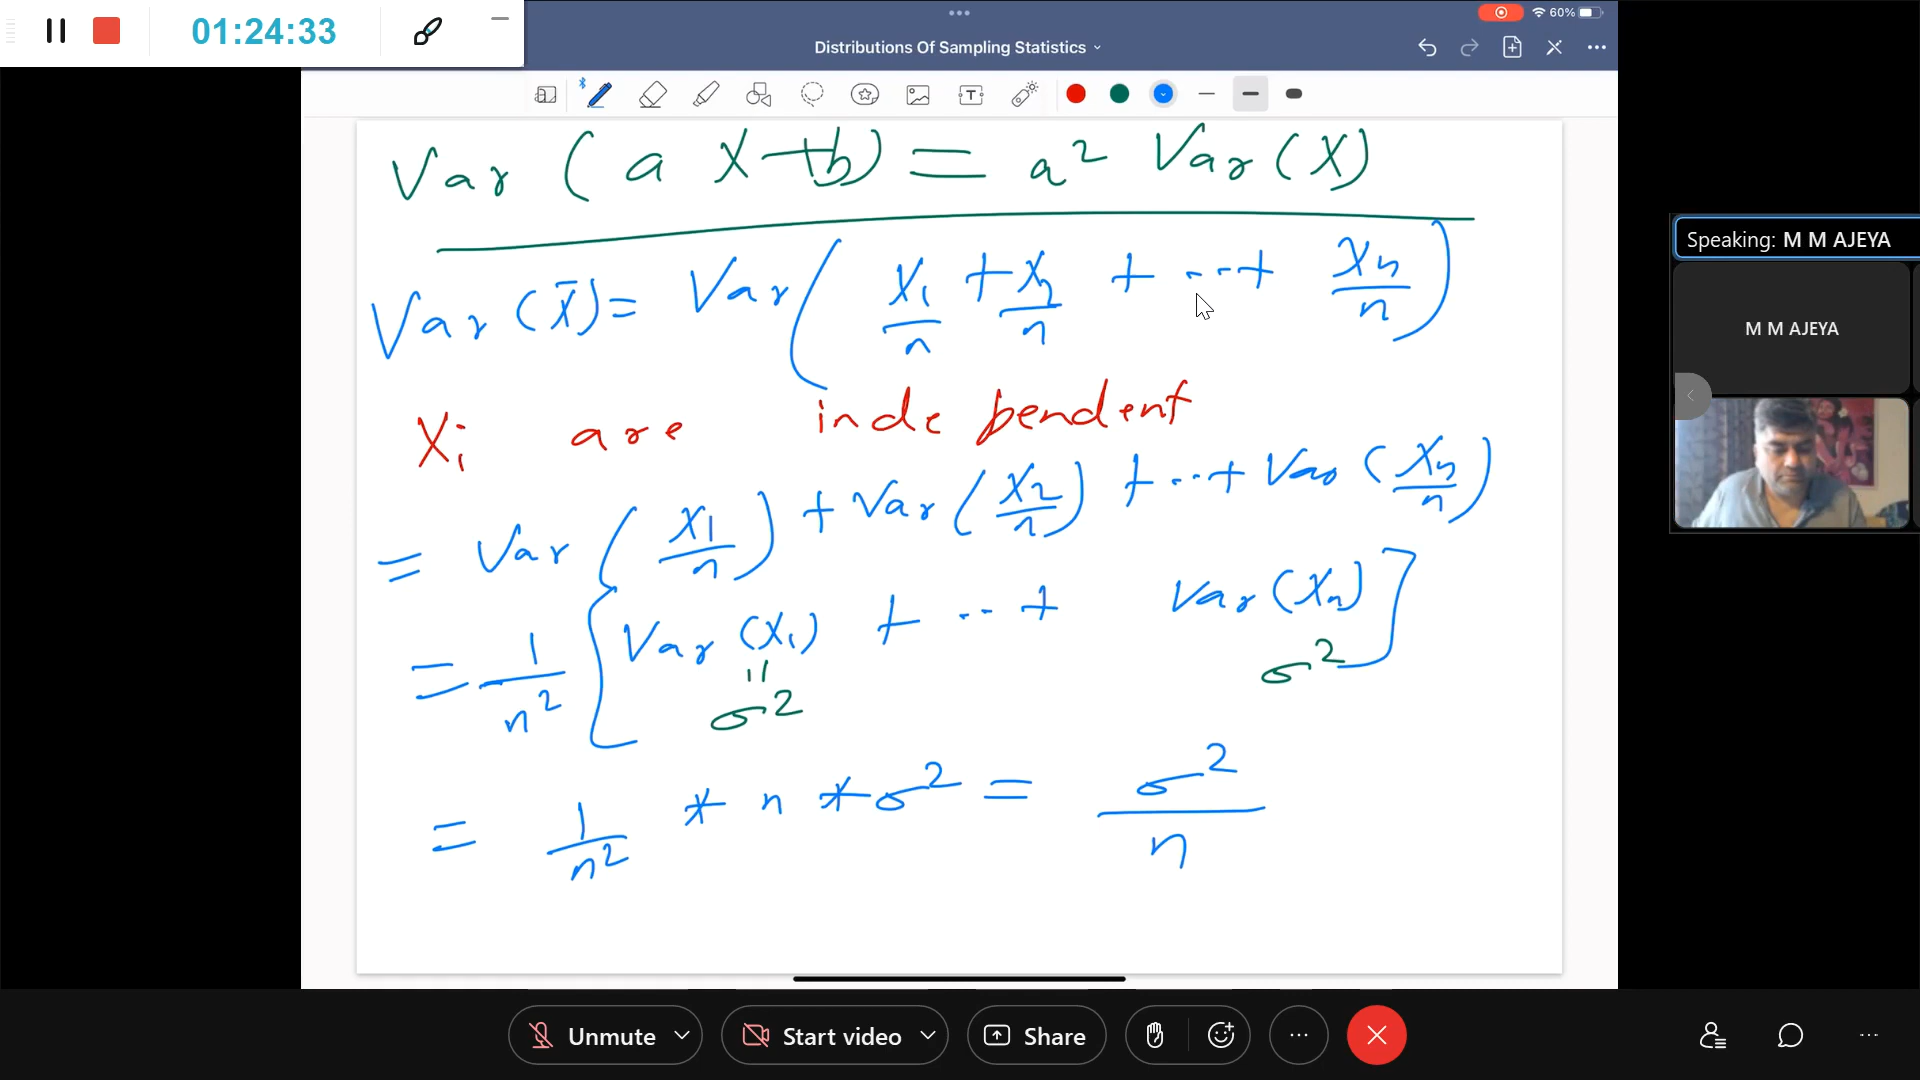 01:24:33
60%
Distributions Of Sampling Statistics
T
Var ( a X + b ) = a² Var ( X )
Var ( X̄ ) = Var ( X₁/n + X₂/n + --- + Xₙ/n )
Xᵢ are independent
= Var ( X₁/n ) + Var ( X₂/n ) + --- + Var ( Xₙ/n )
= 1/n² [ Var (X₁) + --- + Var (Xₙ) ]
= σ² σ²
= 1/n² * n * σ² = σ²/n
Speaking: M M AJEYA
M M AJEYA
Unmute
Start video
Share